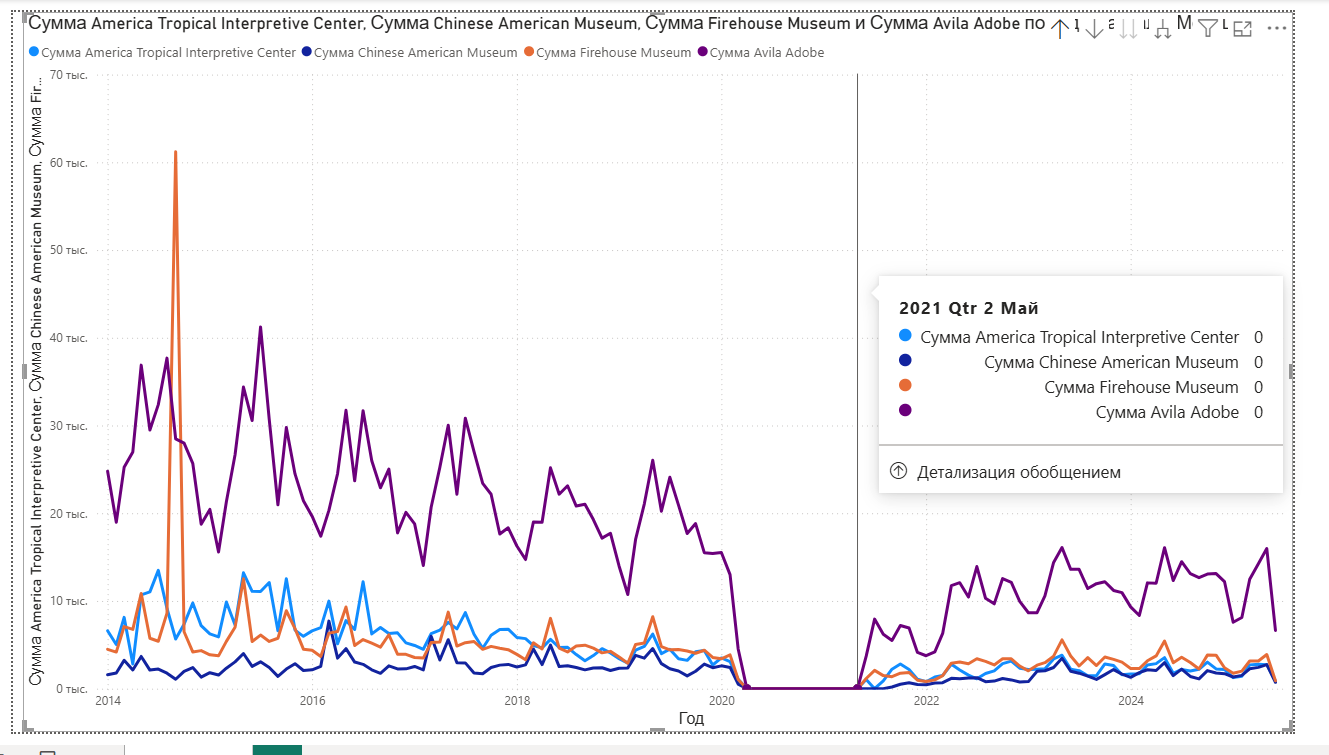 Сумма America Tropical Interpretive Center, Сумма Chinese American Museum, Сумма Firehouse Museum и Сумма Avila Adobe по
Сумма America Tropical Interpretive Center Сумма Chinese American Museum Сумма Firehouse Museum Сумма Avila Adobe
Сумма America Tropical Interpretive Center, Сумма Chinese American Museum, Сумма Fir...
70 тыс.
60 тыс.
50 тыс.
40 тыс.
30 тыс.
20 тыс.
10 тыс.
0 тыс.
2014 2016 2018 2020 2022 2024
Год
2021 Qtr 2 Май
Сумма America Tropical Interpretive Center 0
Сумма Chinese American Museum 0
Сумма Firehouse Museum 0
Сумма Avila Adobe 0
Детализация обобщением